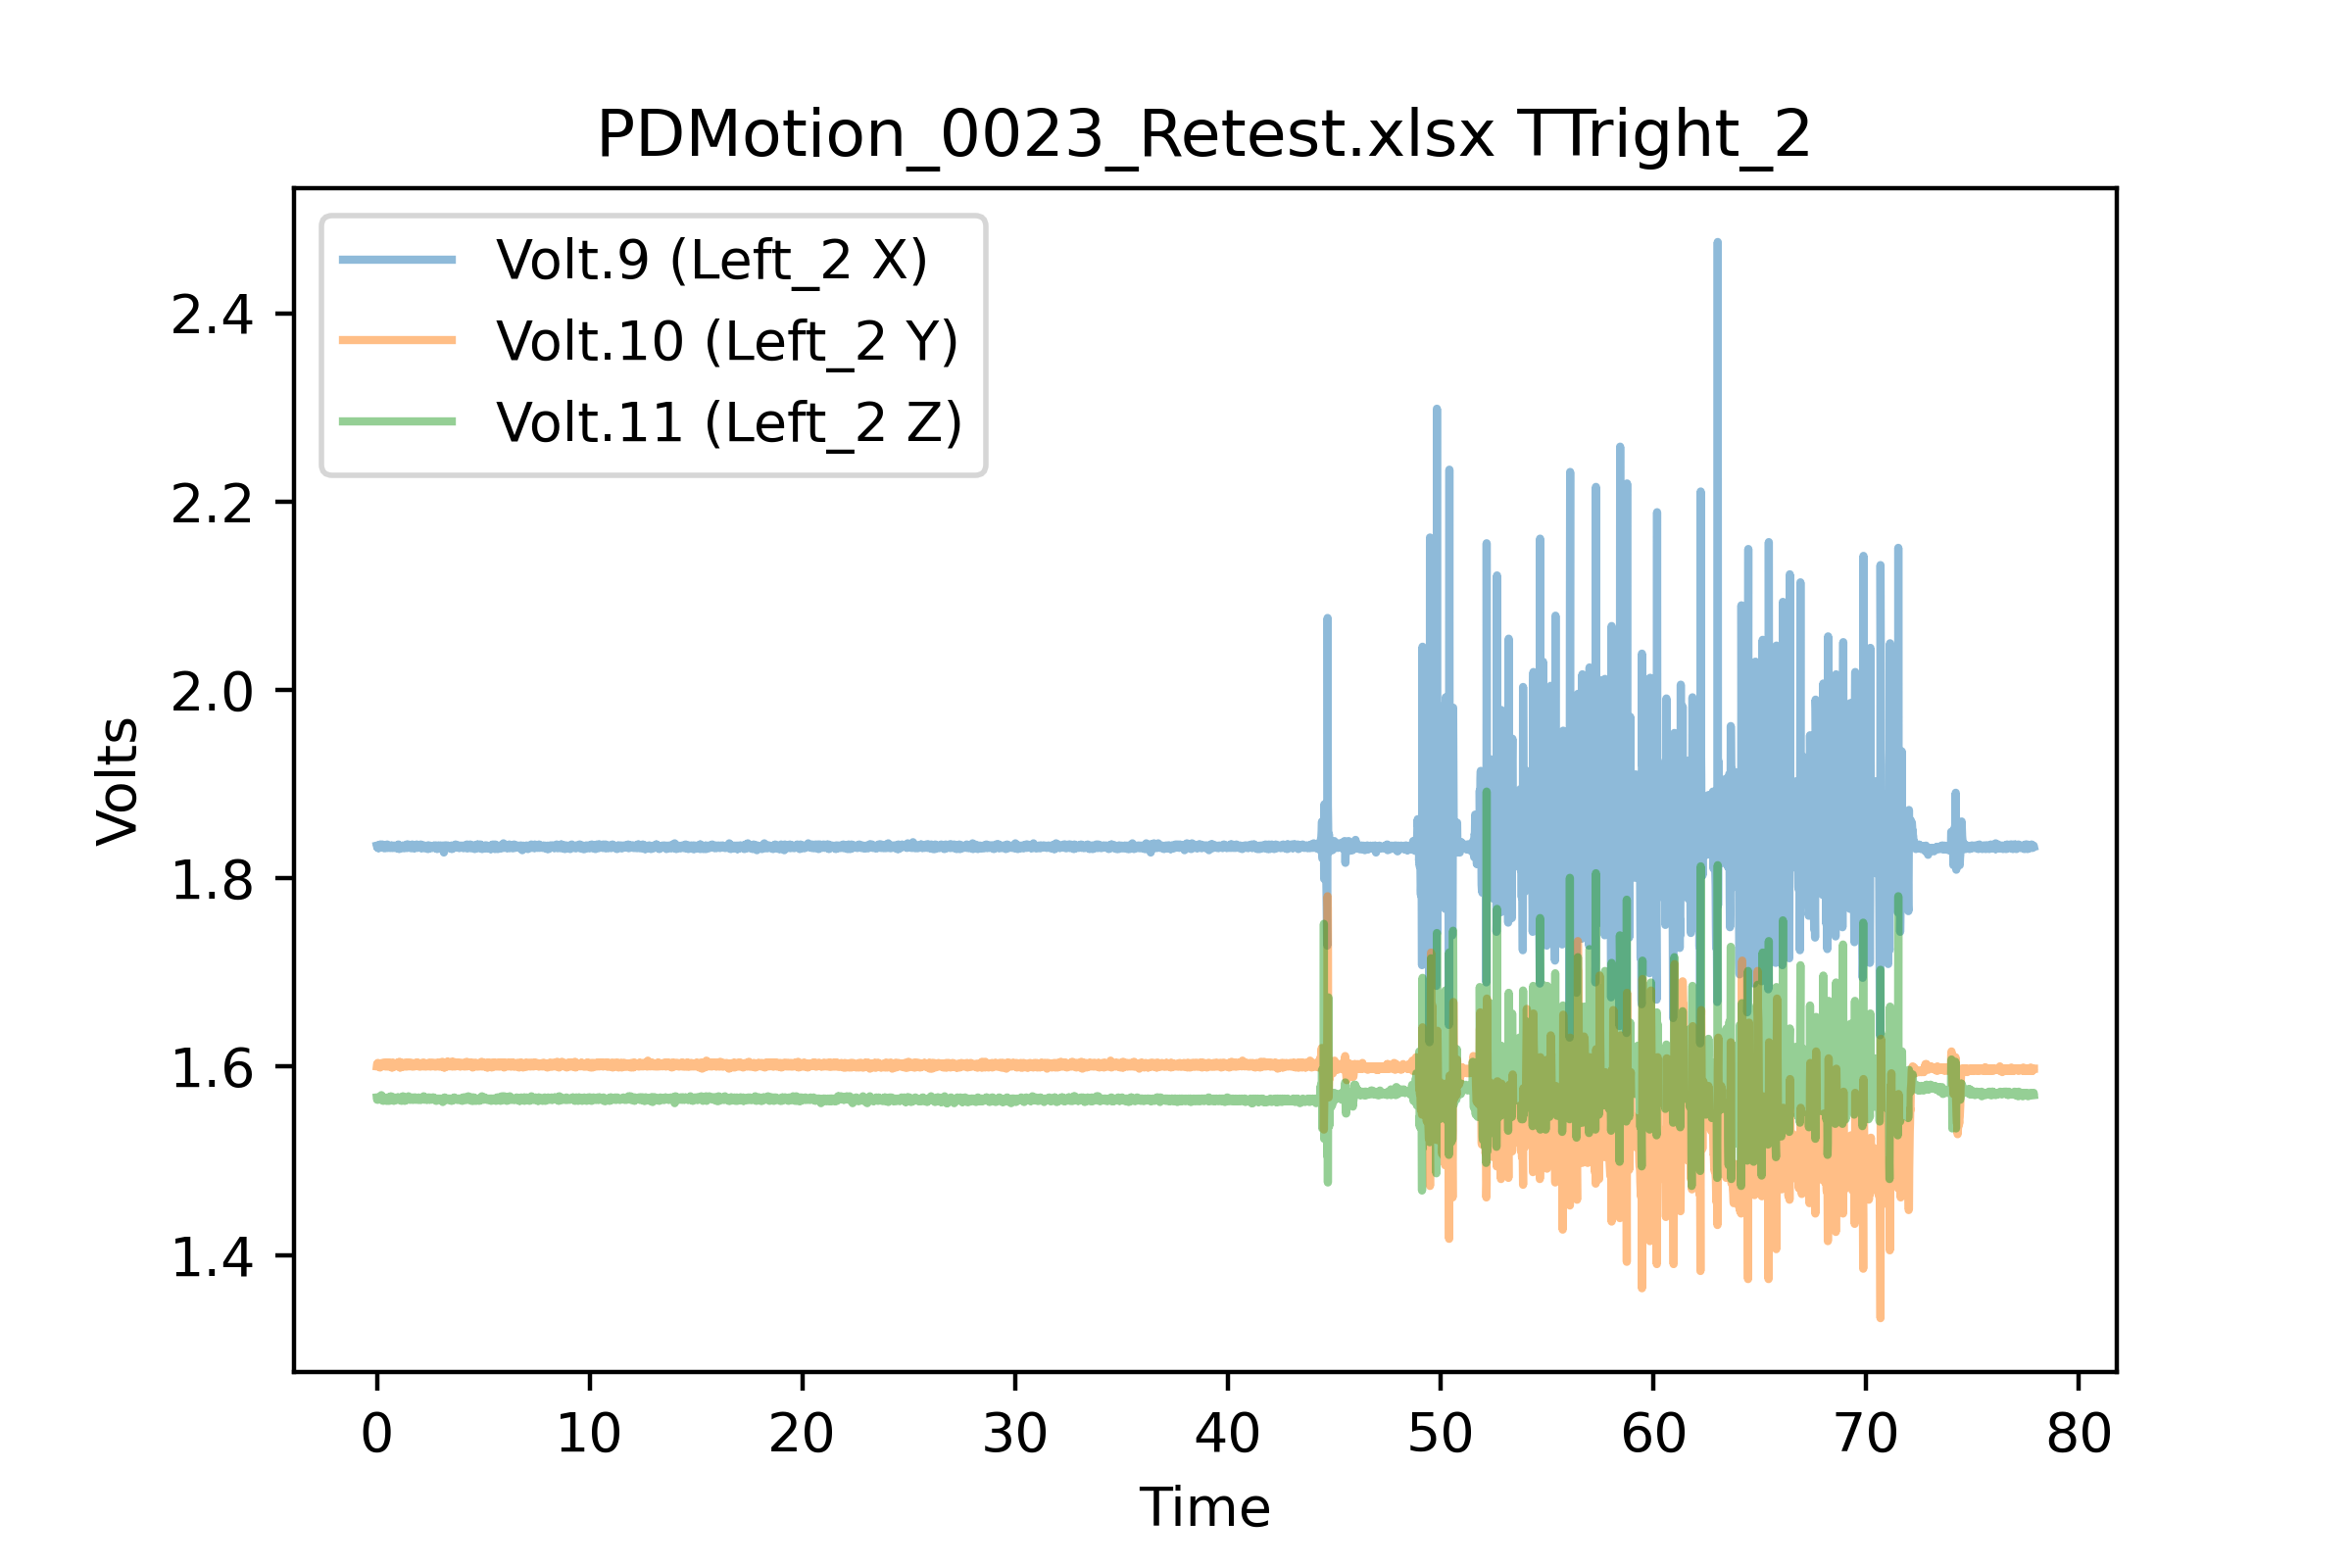 PDMotion_0023_Retest.xlsx TTright_2
Volt.9 (Left_2 X)
Volt.10 (Left_2 Y)
Volt.11 (Left_2 Z)
Volts
2.4
2.2
2.0
1.8
1.6
1.4
0 10 20 30 40 50 60 70 80
Time